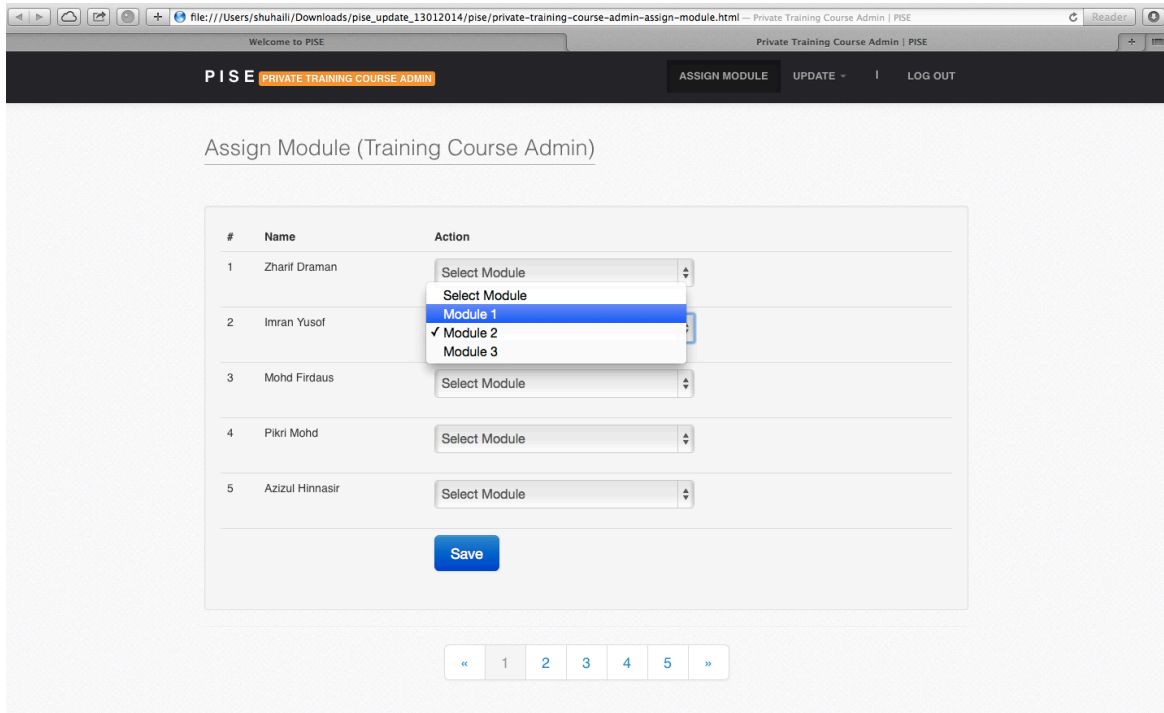 file:///Users/shuhaili/Downloads/pise_update_13012014/pise/private-training-course-admin-assign-module.html — Private Training Course Admin | PISE
Reader
Welcome to PISE
Private Training Course Admin | PISE
PISE PRIVATE TRAINING COURSE ADMIN
ASSIGN MODULE UPDATE | LOG OUT
Assign Module (Training Course Admin)
# Name Action
1 Zharif Draman Select Module
Select Module
Module 1
2 Imran Yusof ✓ Module 2
Module 3
3 Mohd Firdaus Select Module
4 Pikri Mohd Select Module
5 Azizul Hinnasir Select Module
Save
« 1 2 3 4 5 »